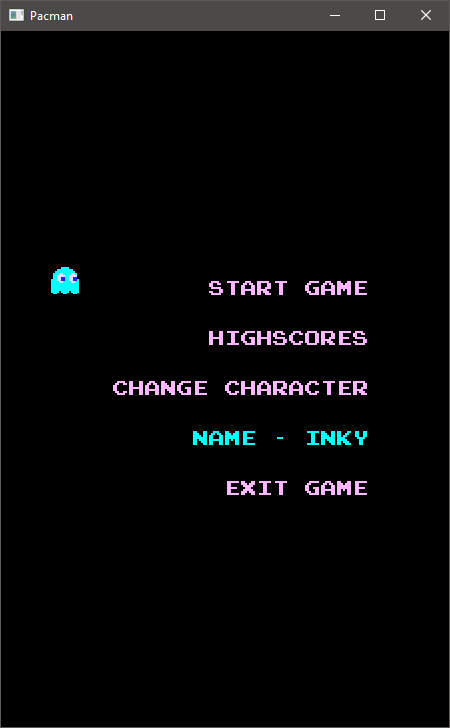 Pacman
START GAME
HIGHSCORES
CHANGE CHARACTER
NAME - INKY
EXIT GAME